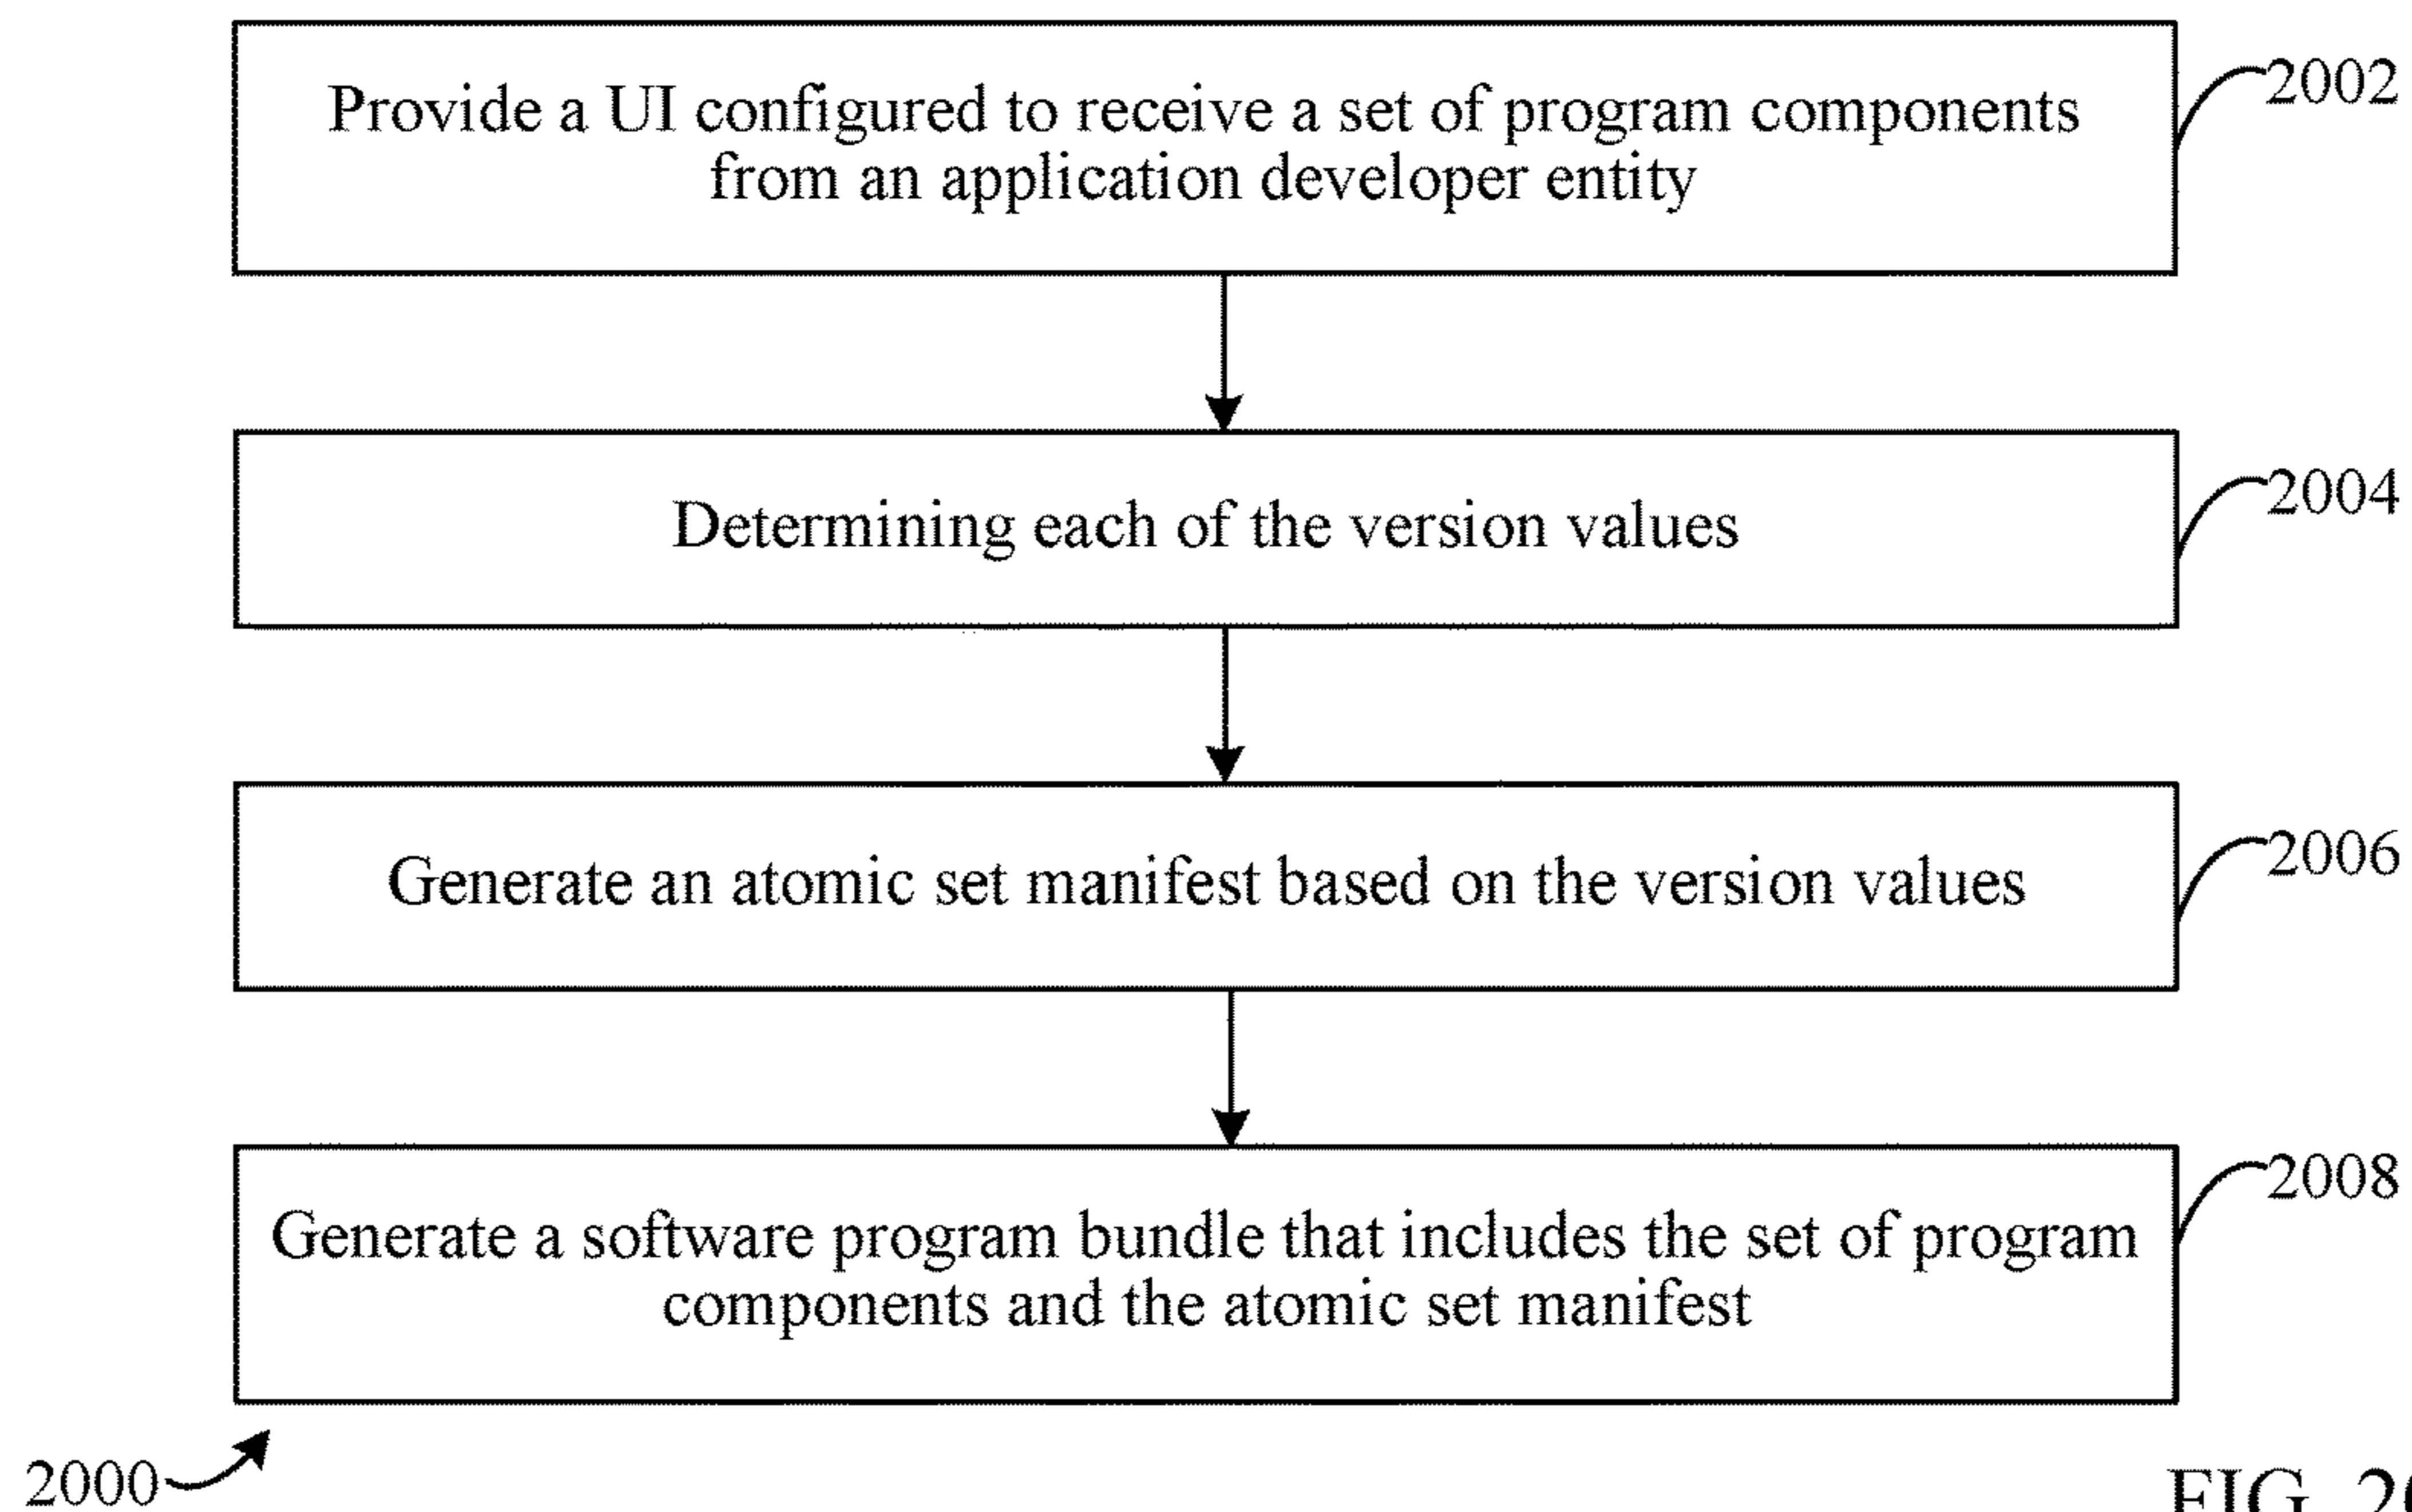 Provide a UI configured to receive a set of program components
from an application developer entity
2002
Determining each of the version values
2004
Generate an atomic set manifest based on the version values
2006
Generate a software program bundle that includes the set of program
components and the atomic set manifest
2008
2000
FIG. 20